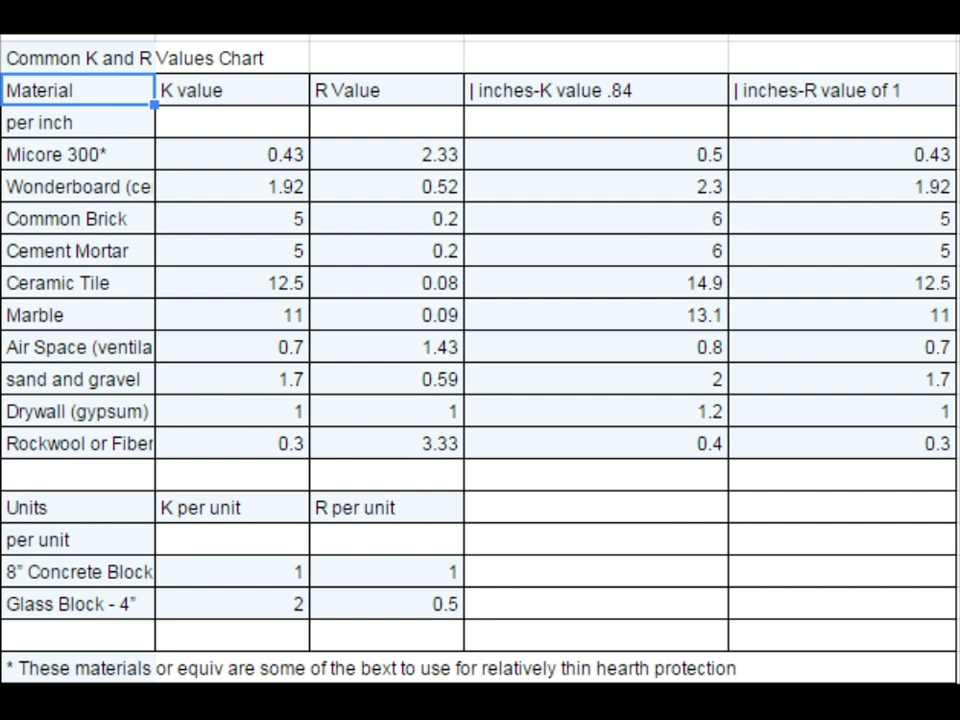 Common K and R Values Chart
Material K value R Value | inches-K value .84 | inches-R value of 1
per inch
Micore 300* 0.43 2.33 0.5 0.43
Wonderboard (ce 1.92 0.52 2.3 1.92
Common Brick 5 0.2 6 5
Cement Mortar 5 0.2 6 5
Ceramic Tile 12.5 0.08 14.9 12.5
Marble 11 0.09 13.1 11
Air Space (ventila 0.7 1.43 0.8 0.7
sand and gravel 1.7 0.59 2 1.7
Drywall (gypsum) 1 1 1.2 1
Rockwool or Fiber 0.3 3.33 0.4 0.3
Units K per unit R per unit
per unit
8" Concrete Block 1 1
Glass Block - 4" 2 0.5
* These materials or equiv are some of the bext to use for relatively thin hearth protection